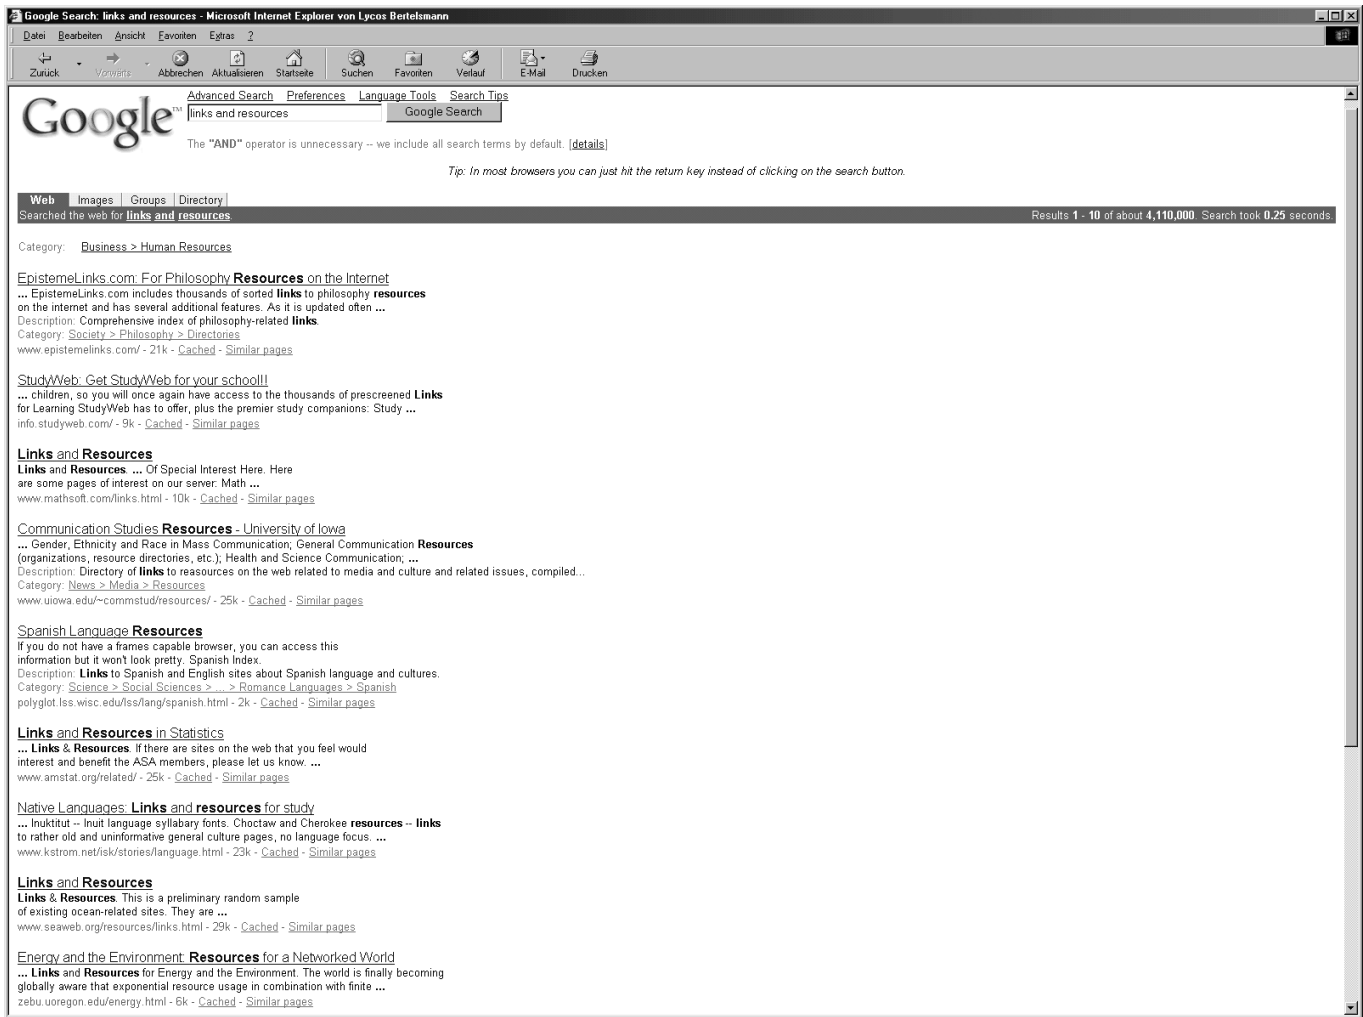 Google Search: links and resources - Microsoft Internet Explorer von Lycos Bertelsmann
Datei Bearbeiten Ansicht Favoriten Extras ?
Zurück Vorwärts Abbrechen Aktualisieren Startseite Suchen Favoriten Verlauf E-Mail Drucken
Google™
Advanced Search Preferences Language Tools Search Tips
links and resources Google Search
The "AND" operator is unnecessary -- we include all search terms by default. [details]
Tip: In most browsers you can just hit the return key instead of clicking on the search button.
Web Images Groups Directory
Searched the web for links and resources. Results 1 - 10 of about 4,110,000. Search took 0.25 seconds.
Category: Business > Human Resources
EpistemeLinks.com: For Philosophy Resources on the Internet
... EpistemeLinks.com includes thousands of sorted links to philosophy resources
on the internet and has several additional features. As it is updated often ...
Description: Comprehensive index of philosophy-related links.
Category: Society > Philosophy > Directories
www.epistemelinks.com/ - 21k - Cached - Similar pages
StudyWeb: Get StudyWeb for your school!!
... children, so you will once again have access to the thousands of prescreened Links
for Learning StudyWeb has to offer, plus the premier study companions: Study ...
info.studyweb.com/ - 9k - Cached - Similar pages
Links and Resources
Links and Resources. ... Of Special Interest Here. Here
are some pages of interest on our server: Math ...
www.mathsoft.com/links.html - 10k - Cached - Similar pages
Communication Studies Resources - University of Iowa
... Gender, Ethnicity and Race in Mass Communication; General Communication Resources
(organizations, resource directories, etc.); Health and Science Communication; ...
Description: Directory of links to reasources on the web related to media and culture and related issues, compiled...
Category: News > Media > Resources
www.uiowa.edu/~commstud/resources/ - 25k - Cached - Similar pages
Spanish Language Resources
If you do not have a frames capable browser, you can access this
information but it won't look pretty. Spanish Index.
Description: Links to Spanish and English sites about Spanish language and cultures.
Category: Science > Social Sciences > ... > Romance Languages > Spanish
polyglot.lss.wisc.edu/lss/lang/spanish.html - 2k - Cached - Similar pages
Links and Resources in Statistics
... Links & Resources. If there are sites on the web that you feel would
interest and benefit the ASA members, please let us know. ...
www.amstat.org/related/ - 25k - Cached - Similar pages
Native Languages: Links and resources for study
... Inuktitut -- Inuit language syllabary fonts. Choctaw and Cherokee resources -- links
to rather old and uninformative general culture pages, no language focus. ...
www.kstrom.net/isk/stories/language.html - 23k - Cached - Similar pages
Links and Resources
Links & Resources. This is a preliminary random sample
of existing ocean-related sites. They are ...
www.seaweb.org/resources/links.html - 29k - Cached - Similar pages
Energy and the Environment: Resources for a Networked World
... Links and Resources for Energy and the Environment. The world is finally becoming
globally aware that exponential resource usage in combination with finite ...
zebu.uoregon.edu/energy.html - 6k - Cached - Similar pages